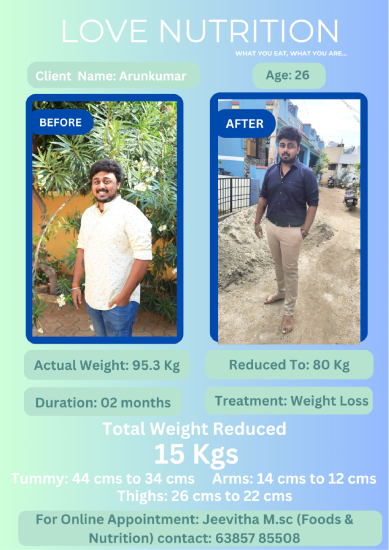 LOVE NUTRITION
WHAT YOU EAT, WHAT YOU ARE...
Client Name: Arunkumar
Age: 26
BEFORE
AFTER
Actual Weight: 95.3 Kg
Reduced To: 80 Kg
Duration: 02 months
Treatment: Weight Loss
Total Weight Reduced
15 Kgs
Tummy: 44 cms to 34 cms Arms: 14 cms to 12 cms
Thighs: 26 cms to 22 cms
For Online Appointment: Jeevitha M.sc (Foods &
Nutrition) contact: 63857 85508